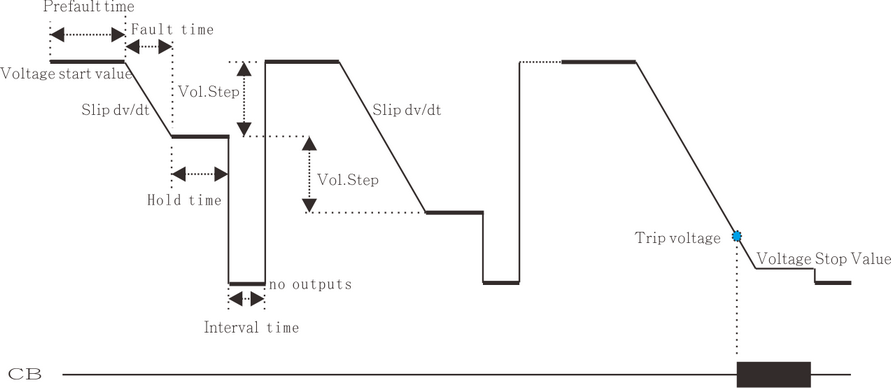 Prefault time
Fault time
Voltage start value
Vol.Step
Slip dv/dt
Slip dv/dt
Vol.Step
Hold time
Trip voltage
Voltage Stop Value
no outputs
Interval time
CB